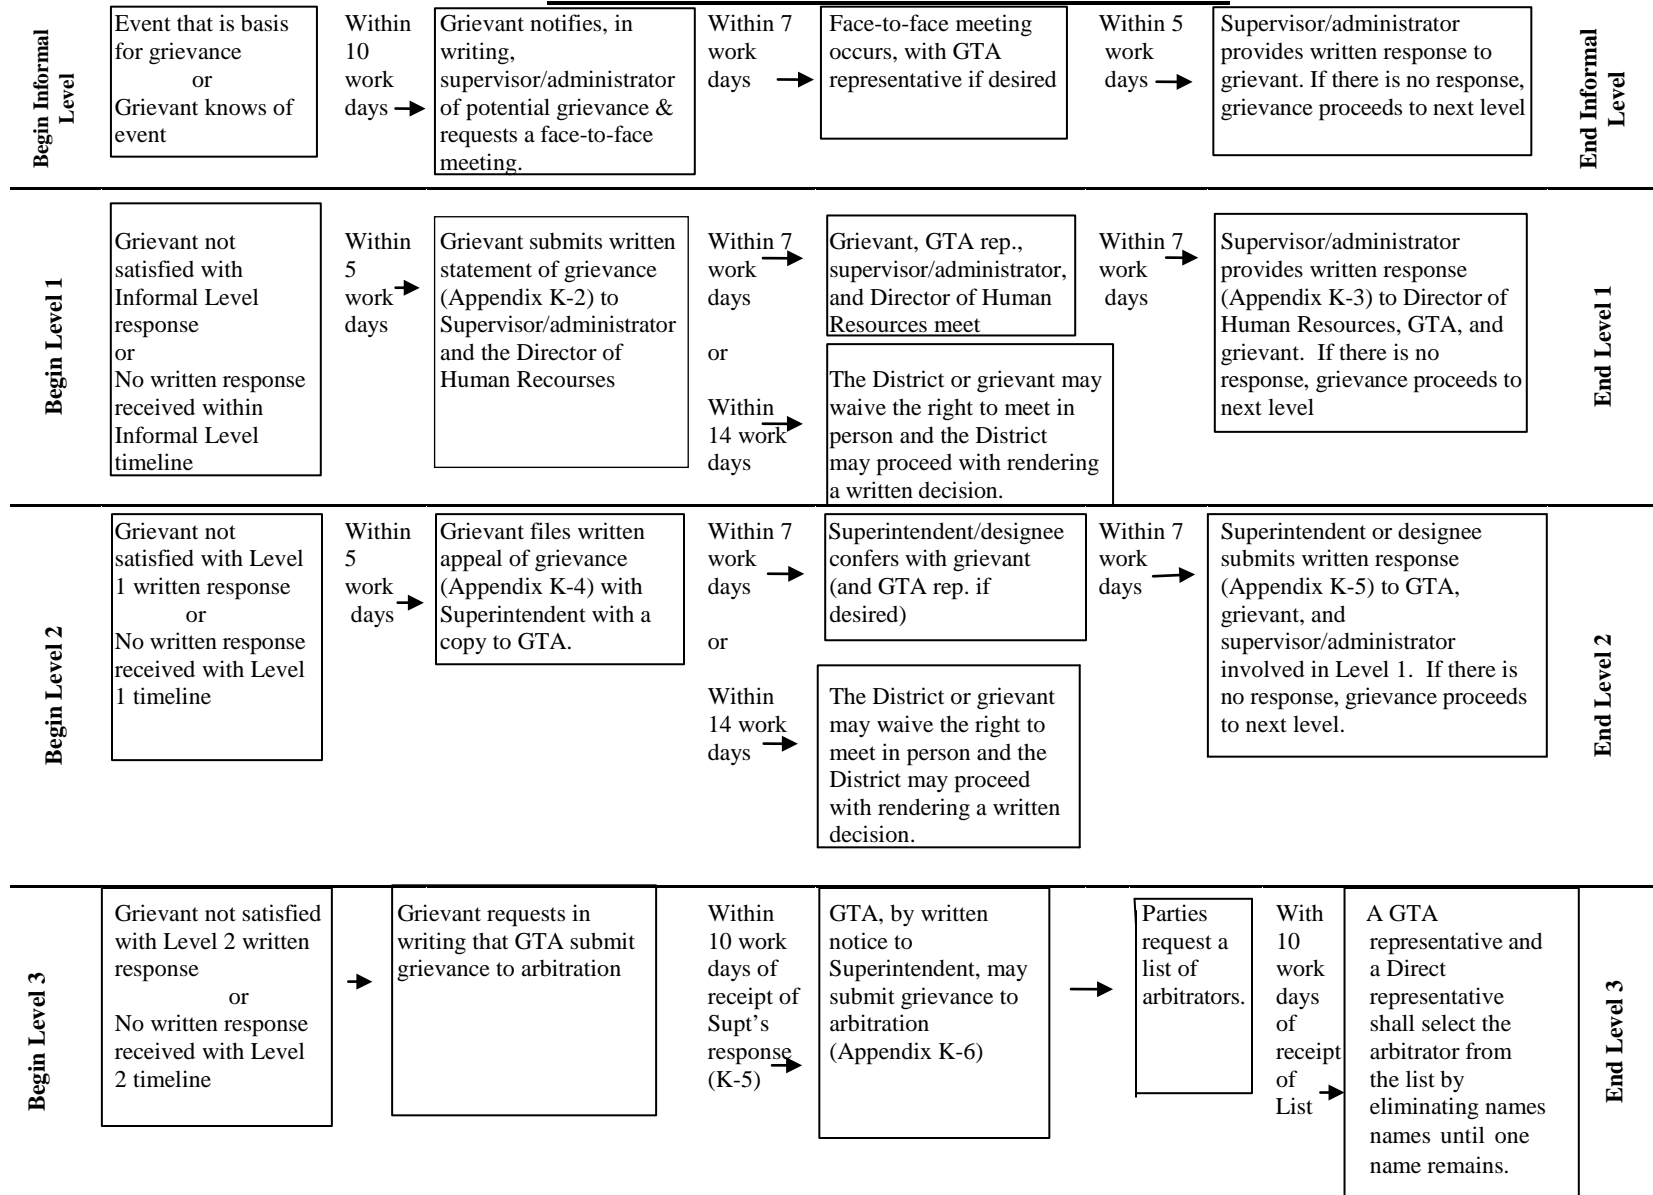 Begin Informal
Level
Event that is basis
for grievance
or
Grievant knows of
event
Within
10
work
days
Grievant notifies, in
writing,
supervisor/administrator
of potential grievance &
requests a face-to-face
meeting.
Within 7
work
days
Face-to-face meeting
occurs, with GTA
representative if desired
Within 5
work
days
Supervisor/administrator
provides written response to
grievant. If there is no response,
grievance proceeds to next level
End Informal
Level
Begin Level 1
Grievant not
satisfied with
Informal Level
response
or
No written response
received within
Informal Level
timeline
Within
5
work
days
Grievant submits written
statement of grievance
(Appendix K-2) to
Supervisor/administrator
and the Director of
Human Recourses
Within 7
work
days
or
Within
14 work
days
Grievant, GTA rep.,
supervisor/administrator,
and Director of Human
Resources meet
The District or grievant may
waive the right to meet in
person and the District
may proceed with rendering
a written decision.
Within 7
work
days
Supervisor/administrator
provides written response
(Appendix K-3) to Director of
Human Resources, GTA, and
grievant. If there is no
response, grievance proceeds to
next level
End Level 1
Begin Level 2
Grievant not
satisfied with Level
1 written response
or
No written response
received with Level
1 timeline
Within
5
work
days
Grievant files written
appeal of grievance
(Appendix K-4) with
Superintendent with a
copy to GTA.
Within 7
work
days
or
Within
14 work
days
Superintendent/designee
confers with grievant
(and GTA rep. if
desired)
The District or grievant
may waive the right to
meet in person and the
District may proceed
with rendering a written
decision.
Within 7
work
days
Superintendent or designee
submits written response
(Appendix K-5) to GTA,
grievant, and
supervisor/administrator
involved in Level 1. If there is
no response, grievance proceeds
to next level.
End Level 2
Begin Level 3
Grievant not satisfied
with Level 2 written
response
or
No written response
received with Level
2 timeline
Grievant requests in
writing that GTA submit
grievance to arbitration
Within
10 work
days of
receipt of
Supt's
response
(K-5)
GTA, by written
notice to
Superintendent, may
submit grievance to
arbitration
(Appendix K-6)
Parties
request a
list of
arbitrators.
With
10
work
days
of
receipt
of
List
A GTA
representative and
a Direct
representative
shall select the
arbitrator from
the list by
eliminating names
names until one
name remains.
End Level 3